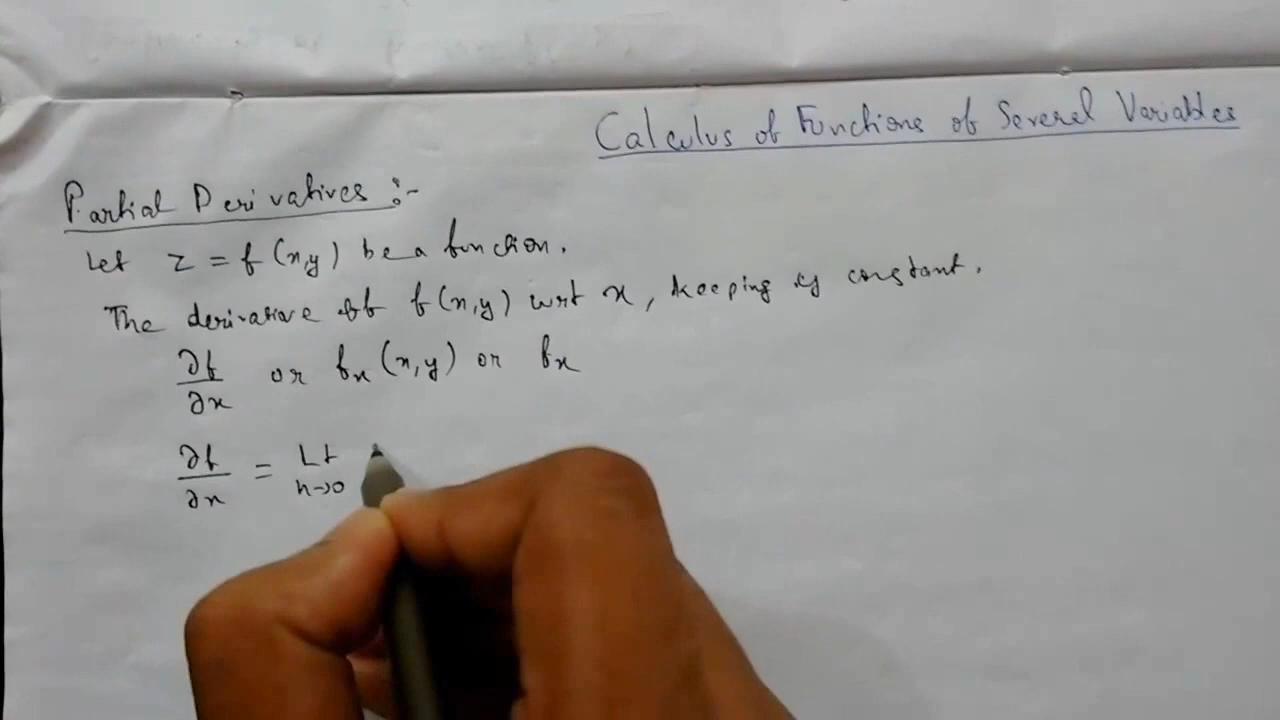 Calculus of Functions of Several Variables
Partial Derivatives :-
Let z = f(x,y) be a function.
The derivative of f(x,y) wrt x, keeping y constant.
∂f/∂x or fx(x,y) or fx
∂f/∂x = Lt h→0